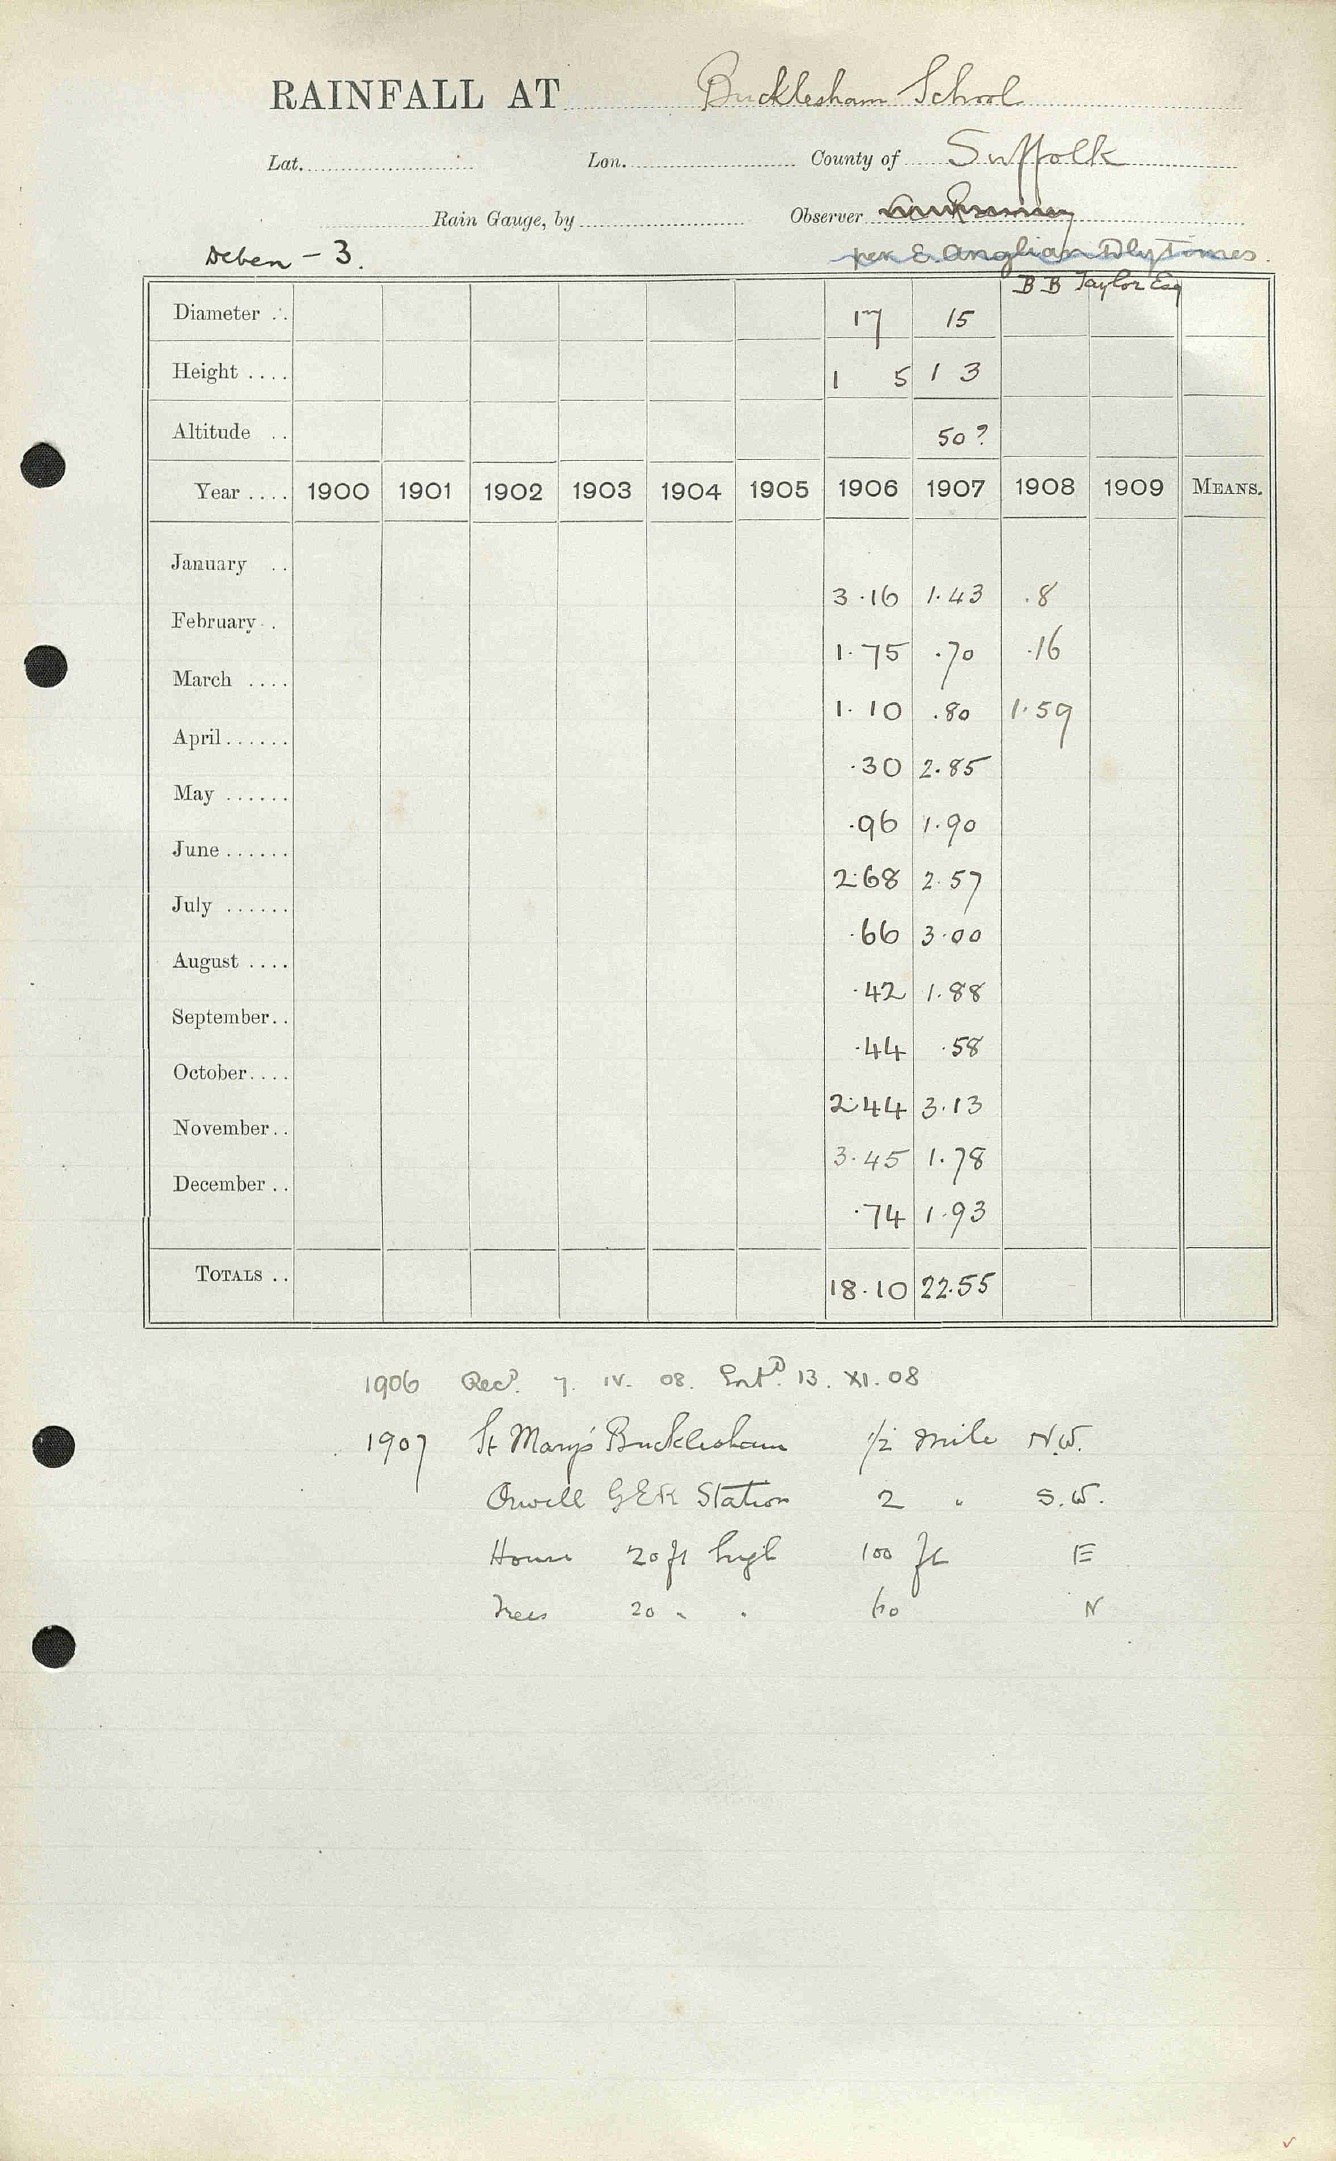 RAINFALL AT Bucklesham School
Lat. Lon. County of Suffolk
Rain Gauge, by Observer
Deben - 3. per E. Anglian Dly Times.
B B Taylor Esq
Diameter .. 17 15
Height .... 1 5 1 3
Altitude .. 50?
Year .... 1900 1901 1902 1903 1904 1905 1906 1907 1908 1909 MEANS.
January .. 3.16 1.43 .8
February .. 1.75 .70 .16
March .... 1.10 .80 1.59
April ...... .30 2.85
May ...... .96 1.90
June ...... 2.68 2.57
July ...... .66 3.00
August .... .42 1.88
September .. .44 .58
October .... 2.44 3.13
November .. 3.45 1.78
December .. .74 1.93
TOTALS .. 18.10 22.55
1906 Recd. 7. IV. 08. Entd. 13. XI. 08
1907 St Mary's Bucklesham 1/2 mile N.W.
Orwell GER Station 2 " S.W.
House 20 ft high 100 ft E
Trees 20 " " 60 N